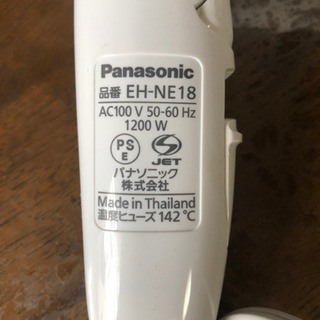 Panasonic
品番 EH-NE18
AC100 V 50-60 Hz
1200 W
PS
E
S
JET
パナソニック
株式会社
Made in Thailand
温度ヒューズ 142 ℃